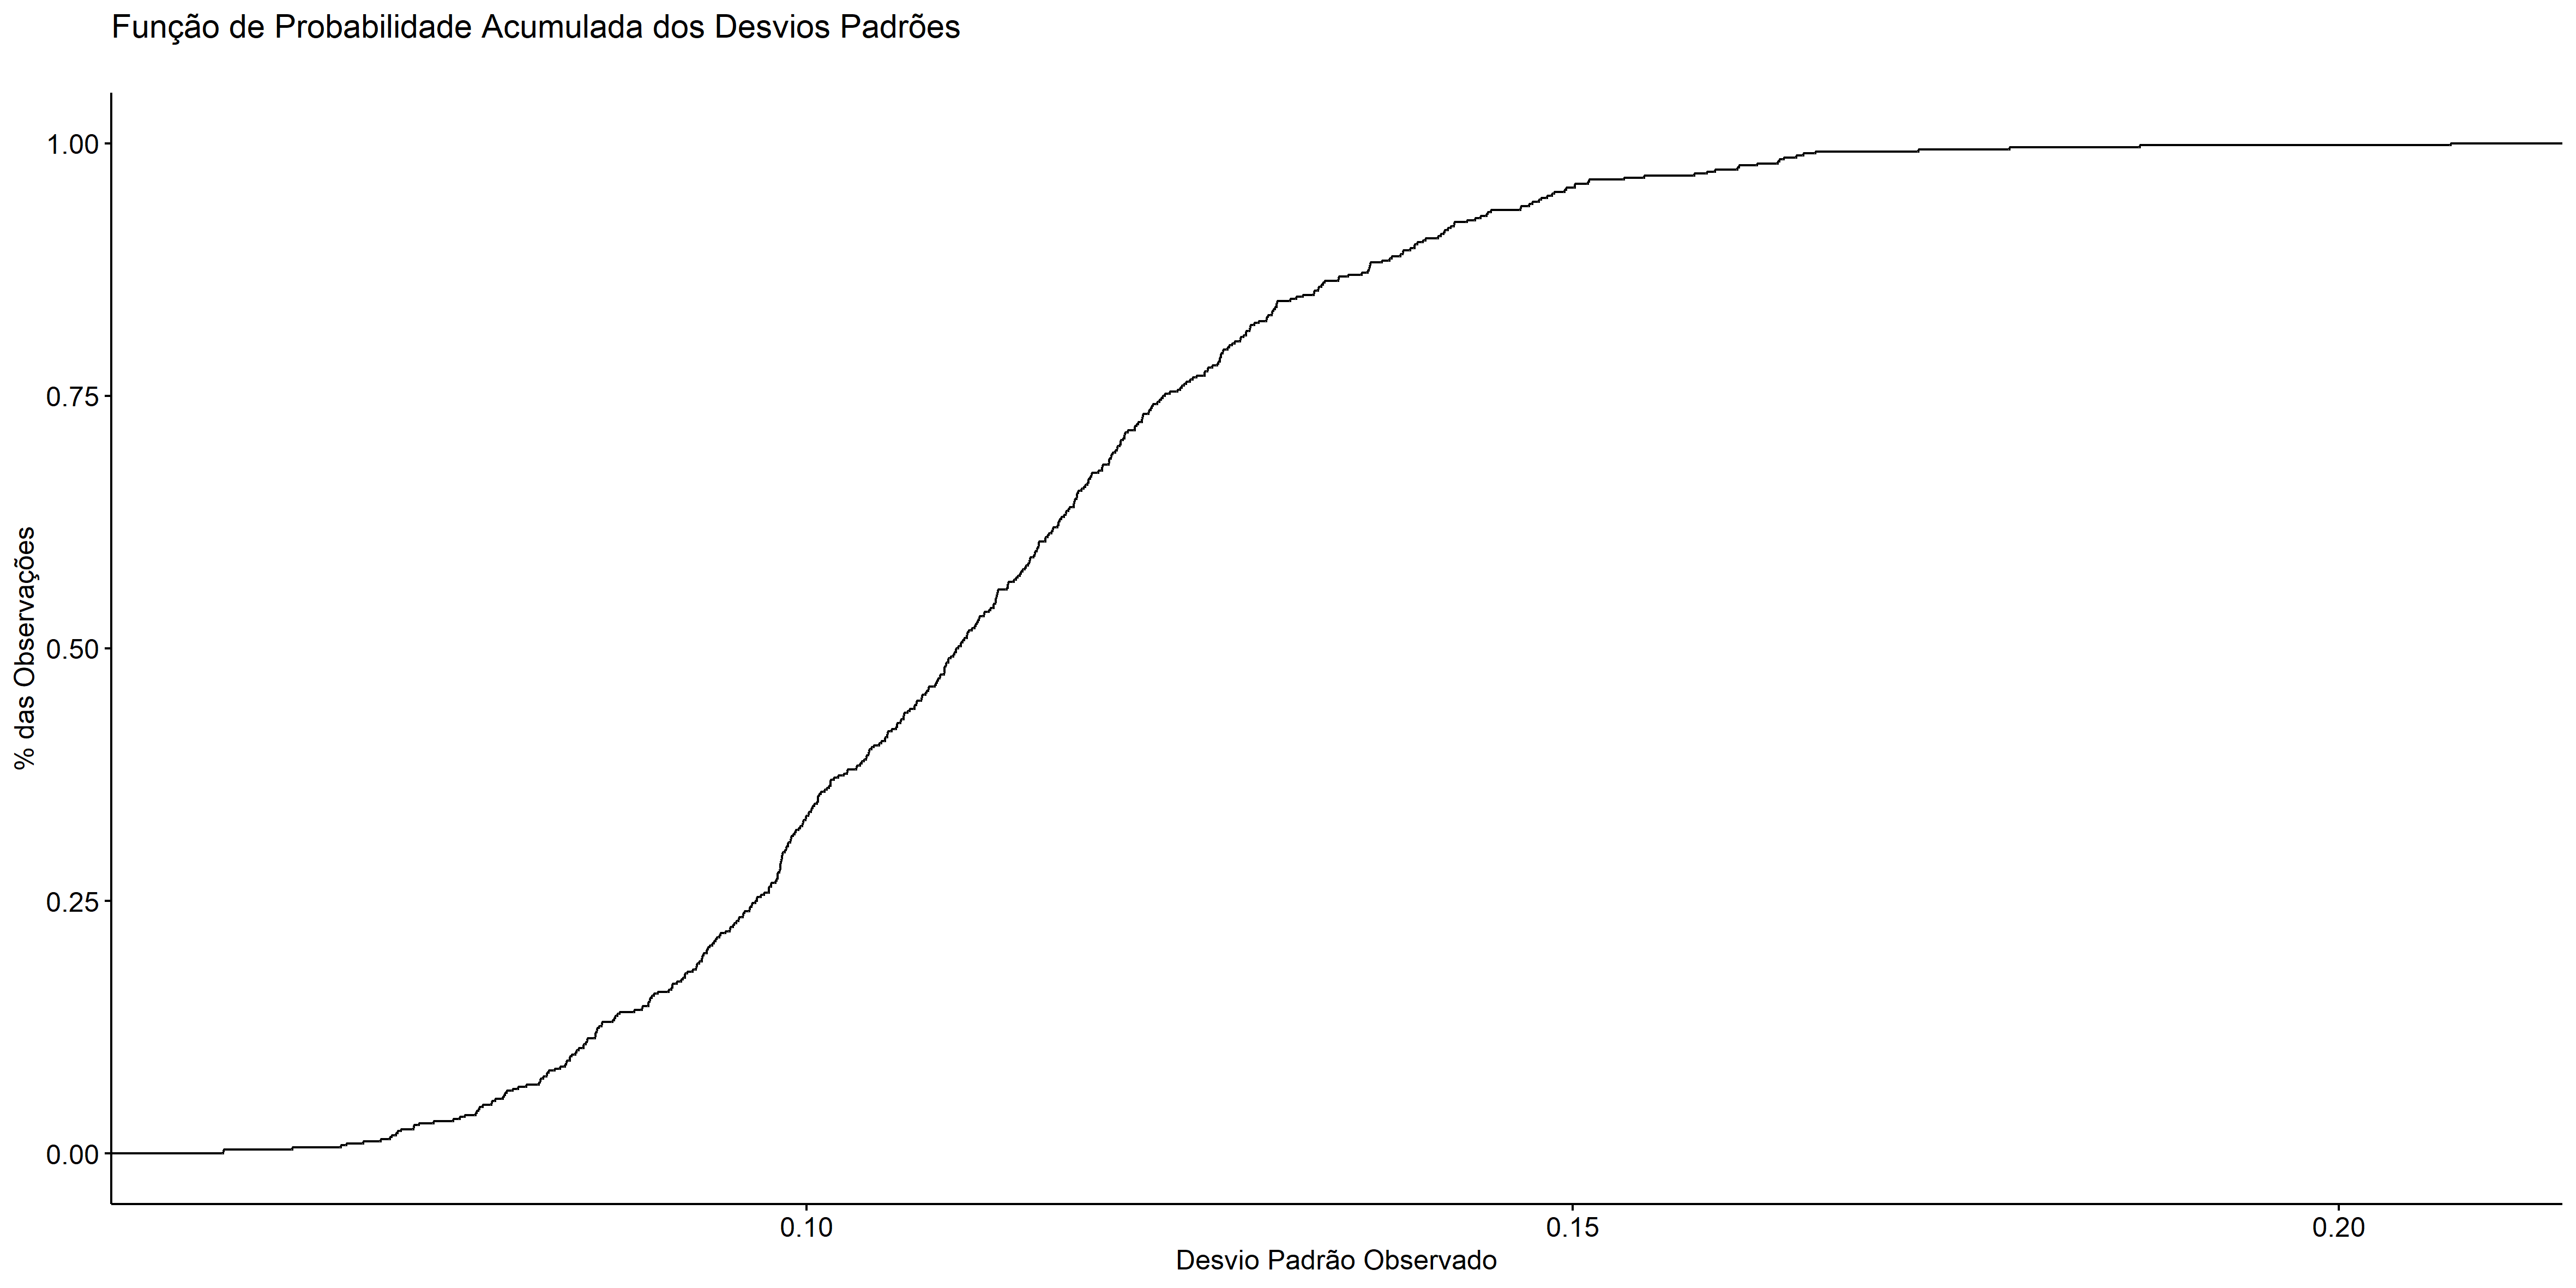 Função de Probabilidade Acumulada dos Desvios Padrões
1.00
0.75
0.50
0.25
0.00
% das Observações
0.10
0.15
0.20
Desvio Padrão Observado